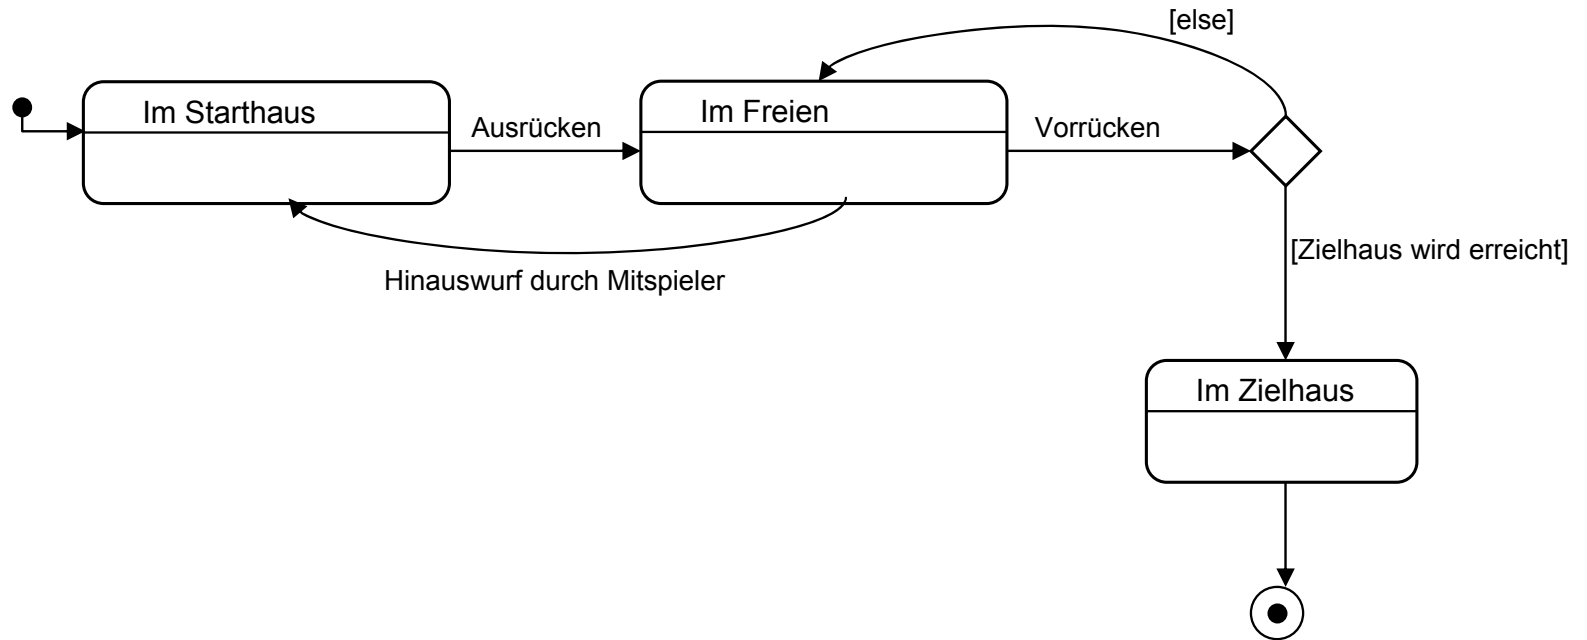 [else]
Im Starthaus
Ausrücken
Im Freien
Vorrücken
Hinauswurf durch Mitspieler
[Zielhaus wird erreicht]
Im Zielhaus